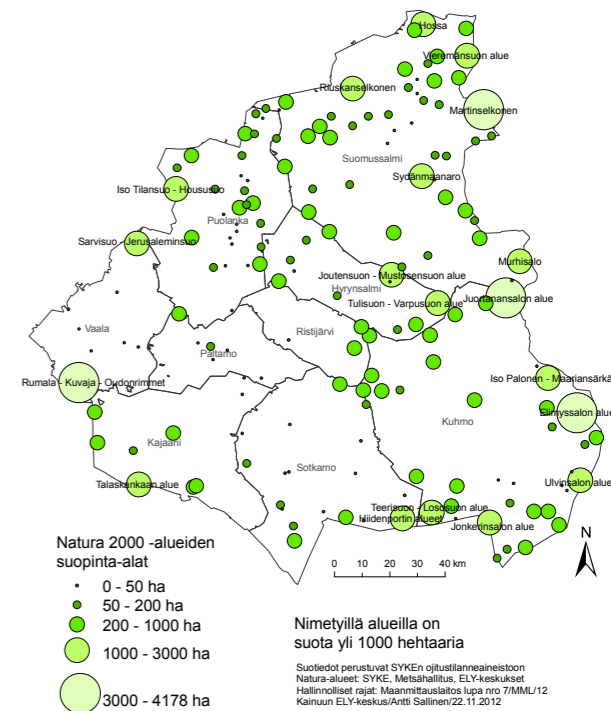 Hossa
Vieremänsuon alue
Riuskanselkonen
Martinselkonen
Suomussalmi
Sydänmaanaro
Iso Tilansuo - Housusuo
Puolanka
Sarvisuo - Jerusaleminsuo
Murhisalo
Joutensuon - Mustosensuon alue
Hyrynsalmi
Juortanansalon alue
Tulisuon - Varpusuon alue
Vaala
Ristijärvi
Paltamo
Rumala - Kuvaja - Oudonrimmet
Iso Palonen - Maariansärkä
Elimyssalon alue
Kuhmo
Kajaani
Sotkamo
Talaskenkaan alue
Ulvinsalon alue
Teerisuon - Lososuon alue
Hiidenportin alueet
Jonkerinsalon alue
Natura 2000 -alueiden
suopinta-alat
0 - 50 ha
50 - 200 ha
200 - 1000 ha
1000 - 3000 ha
3000 - 4178 ha
0 10 20 40 km
N
Nimetyillä alueilla on
suota yli 1000 hehtaaria
Suotiedot perustuvat SYKEn ojitustilanneaineistoon
Natura-alueet: SYKE, Metsähallitus, ELY-keskukset
Hallinnolliset rajat: Maanmittauslaitos lupa nro 7/MML/12
Kainuun ELY-keskus/Antti Sallinen/22.11.2012